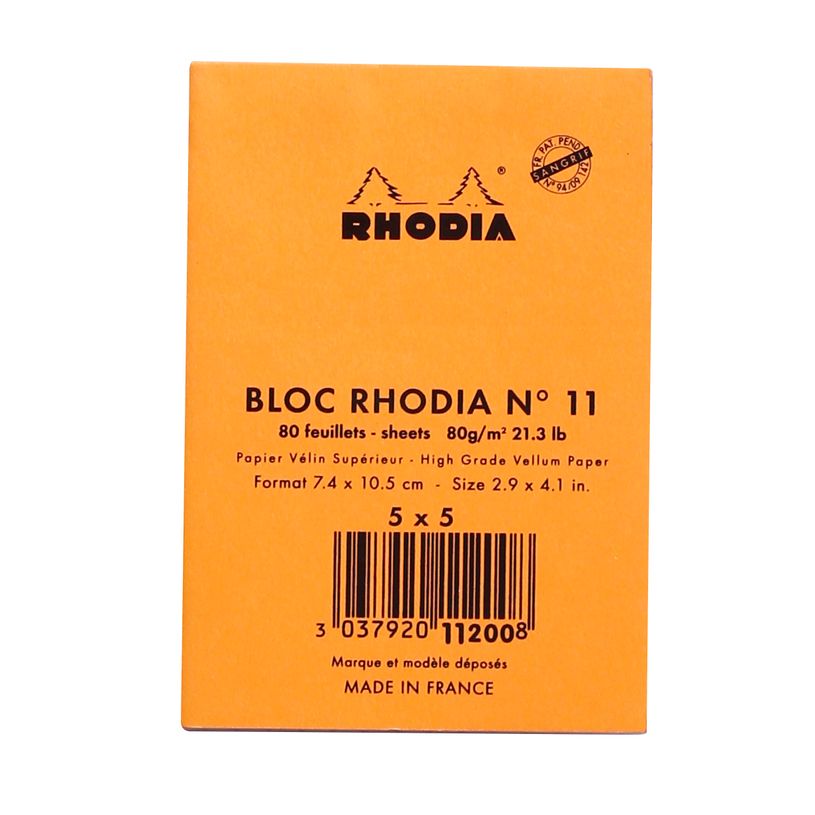 FR. PAT. PEND
SANGRIF
N° 94/09 142
®
RHODIA
BLOC RHODIA N° 11
80 feuillets - sheets 80g/m² 21.3 lb
Papier Vélin Supérieur - High Grade Vellum Paper
Format 7.4 x 10.5 cm - Size 2.9 x 4.1 in.
5 x 5
3 037920 112008
Marque et modèle déposés
MADE IN FRANCE